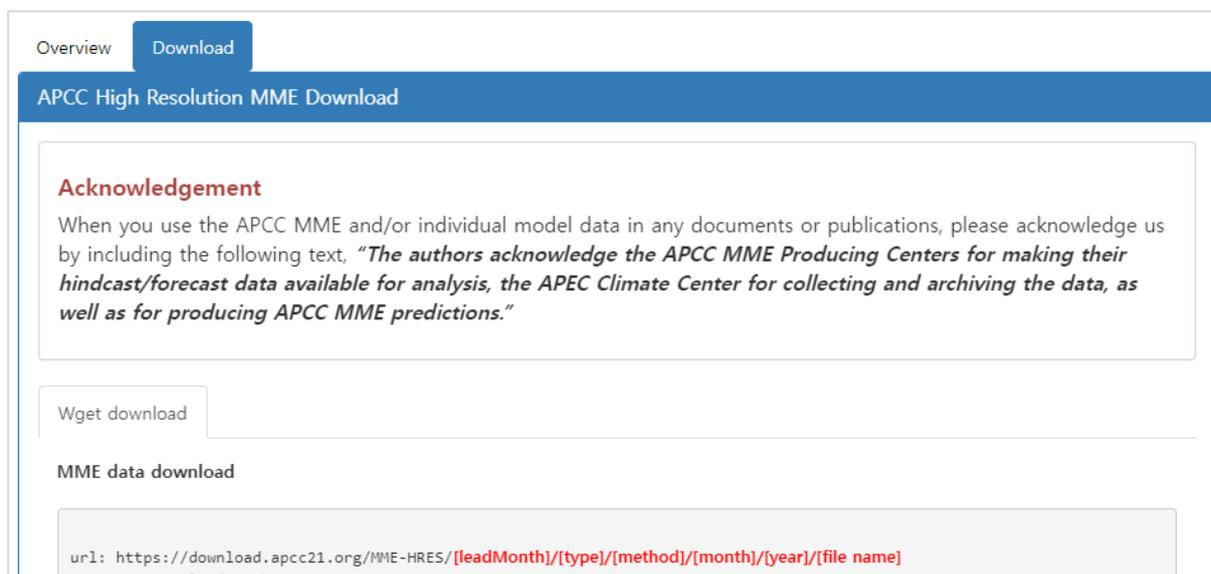 Overview Download
APCC High Resolution MME Download
Acknowledgement
When you use the APCC MME and/or individual model data in any documents or publications, please acknowledge us
by including the following text, “The authors acknowledge the APCC MME Producing Centers for making their
hindcast/forecast data available for analysis, the APEC Climate Center for collecting and archiving the data, as
well as for producing APCC MME predictions.”
Wget download
MME data download
url: https://download.apcc21.org/MME-HRES/[leadMonth]/[type]/[method]/[month]/[year]/[file name]